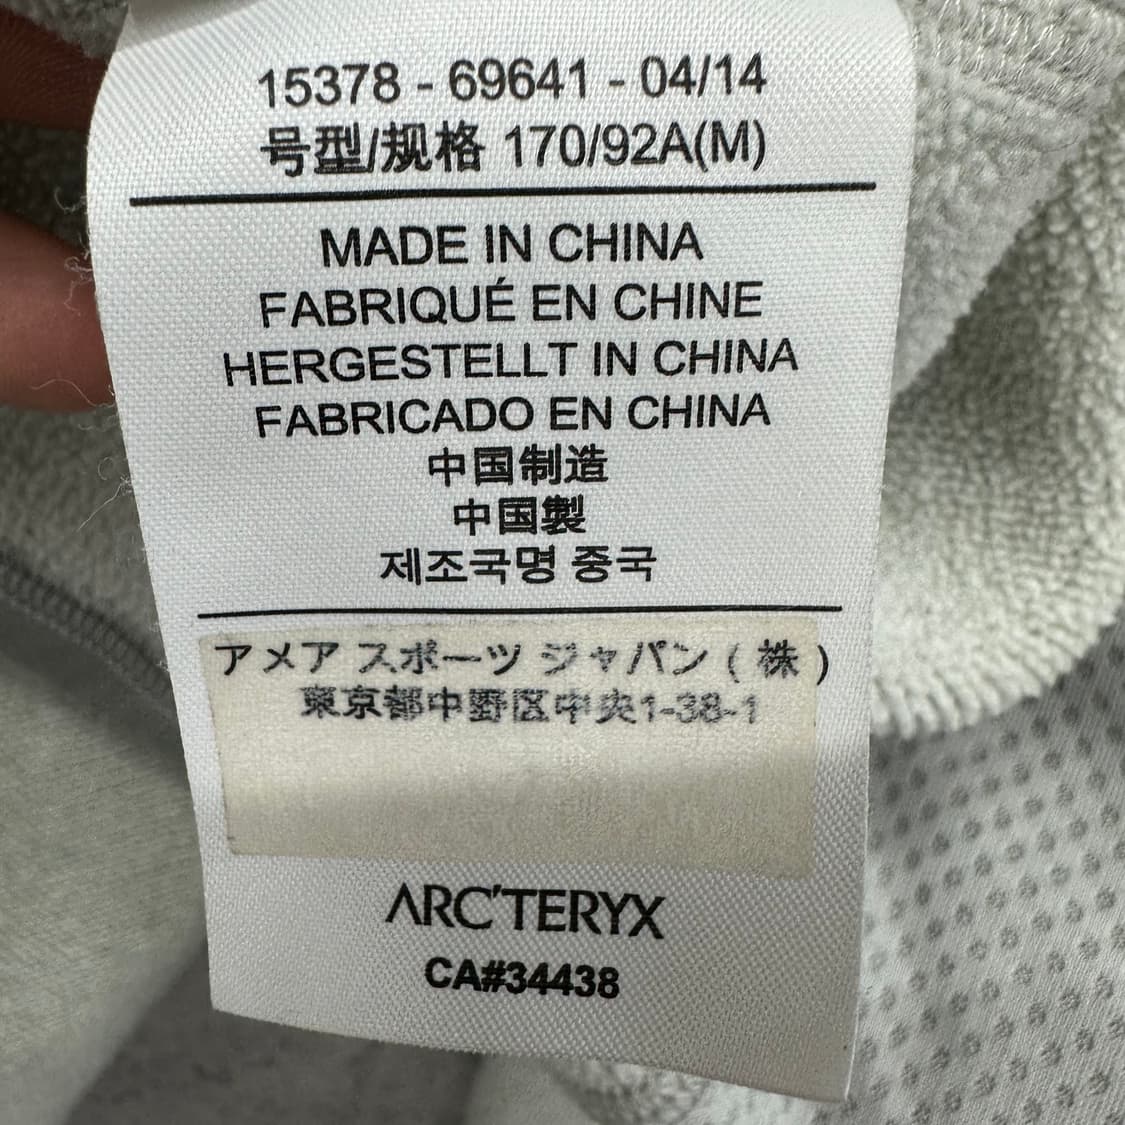 15378 - 69641 - 04/14
号型/规格 170/92A(M)
MADE IN CHINA
FABRIQUÉ EN CHINE
HERGESTELLT IN CHINA
FABRICADO EN CHINA
中国制造
中国製
제조국명 중국
アメア スポーツ ジャパン ( 株 )
東京都中野区中央1-38-1
ARC'TERYX
CA#34438